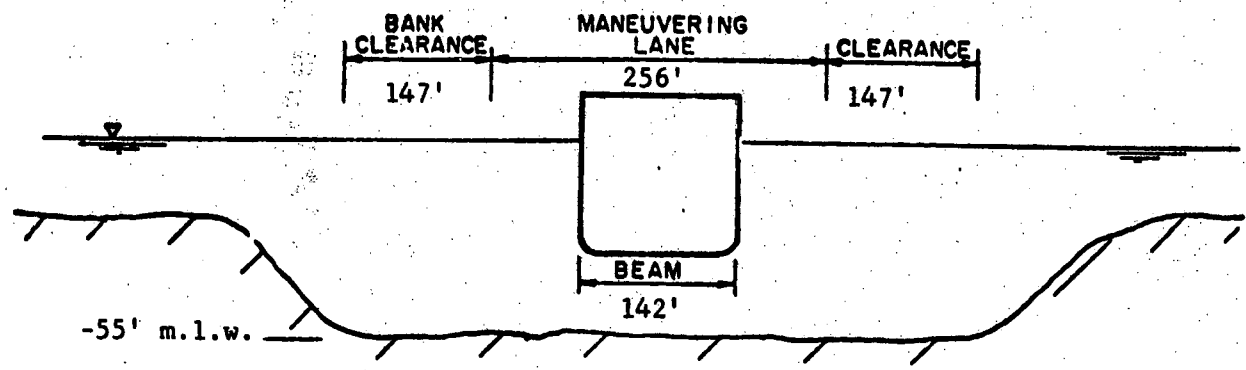 BANK
CLEARANCE
147'
MANEUVERING
LANE
256'
CLEARANCE
147'
BEAM
142'
-55' m.l.w.